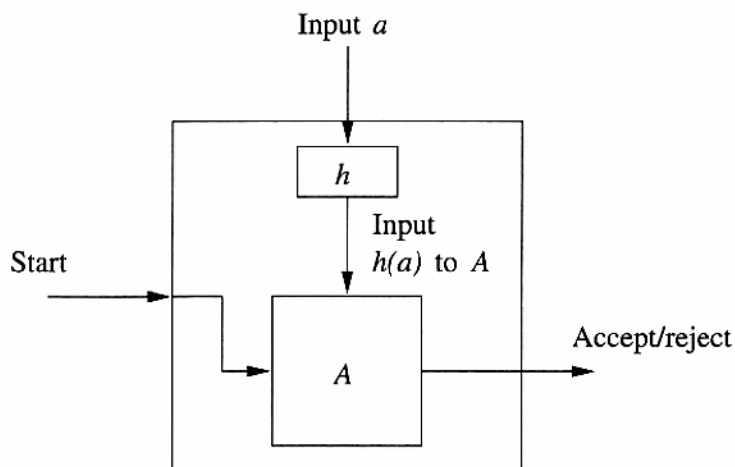 Input a
h
Input
h(a) to A
Start
Accept/reject
A